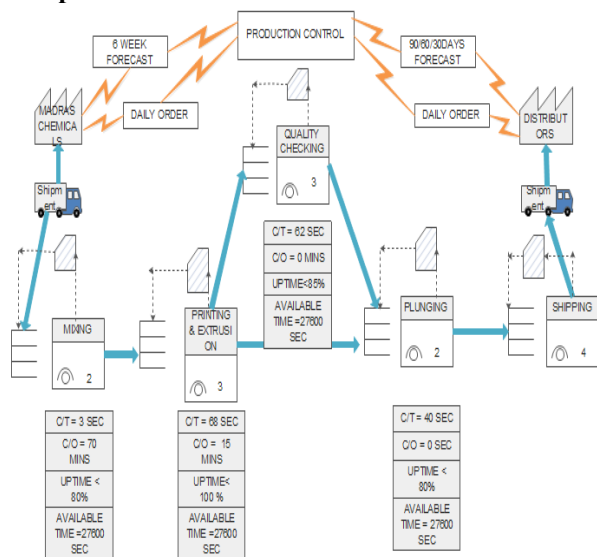 6 WEEK
FORECAST
PRODUCTION CONTROL
90/60/30DAYS
FORECAST
MADRAS
CHEMICA
LS
DAILY ORDER
DAILY ORDER
DISTRIBUT
ORS
QUALITY
CHECKING
3
Shipm
ent
Shipm
ent
C/T = 62 SEC
C/O = 0 MINS
UPTIME<85%
AVAILABLE
TIME =27600
SEC
MIXING
2
PRINTING
& EXTRUSI
ON
3
PLUNGING
2
SHIPPING
4
C/T = 3 SEC
C/O = 70
MINS
UPTIME <
80%
AVAILABLE
TIME =27600
SEC
C/T = 68 SEC
C/O = 15
MINS
UPTIME<
100 %
AVAILABLE
TIME =27600
SEC
C/T = 40 SEC
C/O = 0 SEC
UPTIME <
80%
AVAILABLE
TIME = 27600
SEC